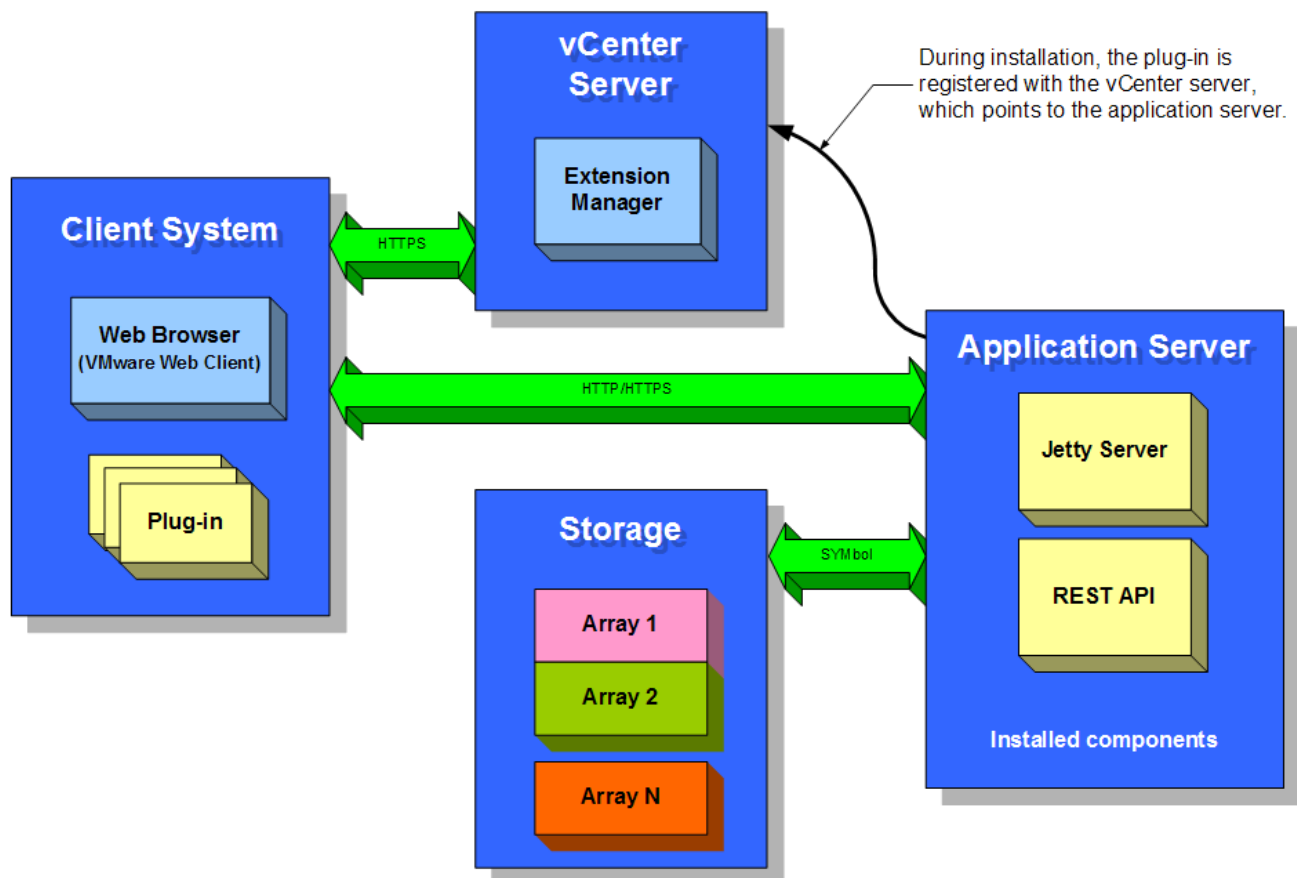 vCenter
Server
Extension
Manager
During installation, the plug-in is
registered with the vCenter server,
which points to the application server.
Client System
Web Browser
(VMware Web Client)
Plug-in
HTTPS
HTTP/HTTPS
Application Server
Jetty Server
REST API
Installed components
Storage
Array 1
Array 2
Array N
SYMbol